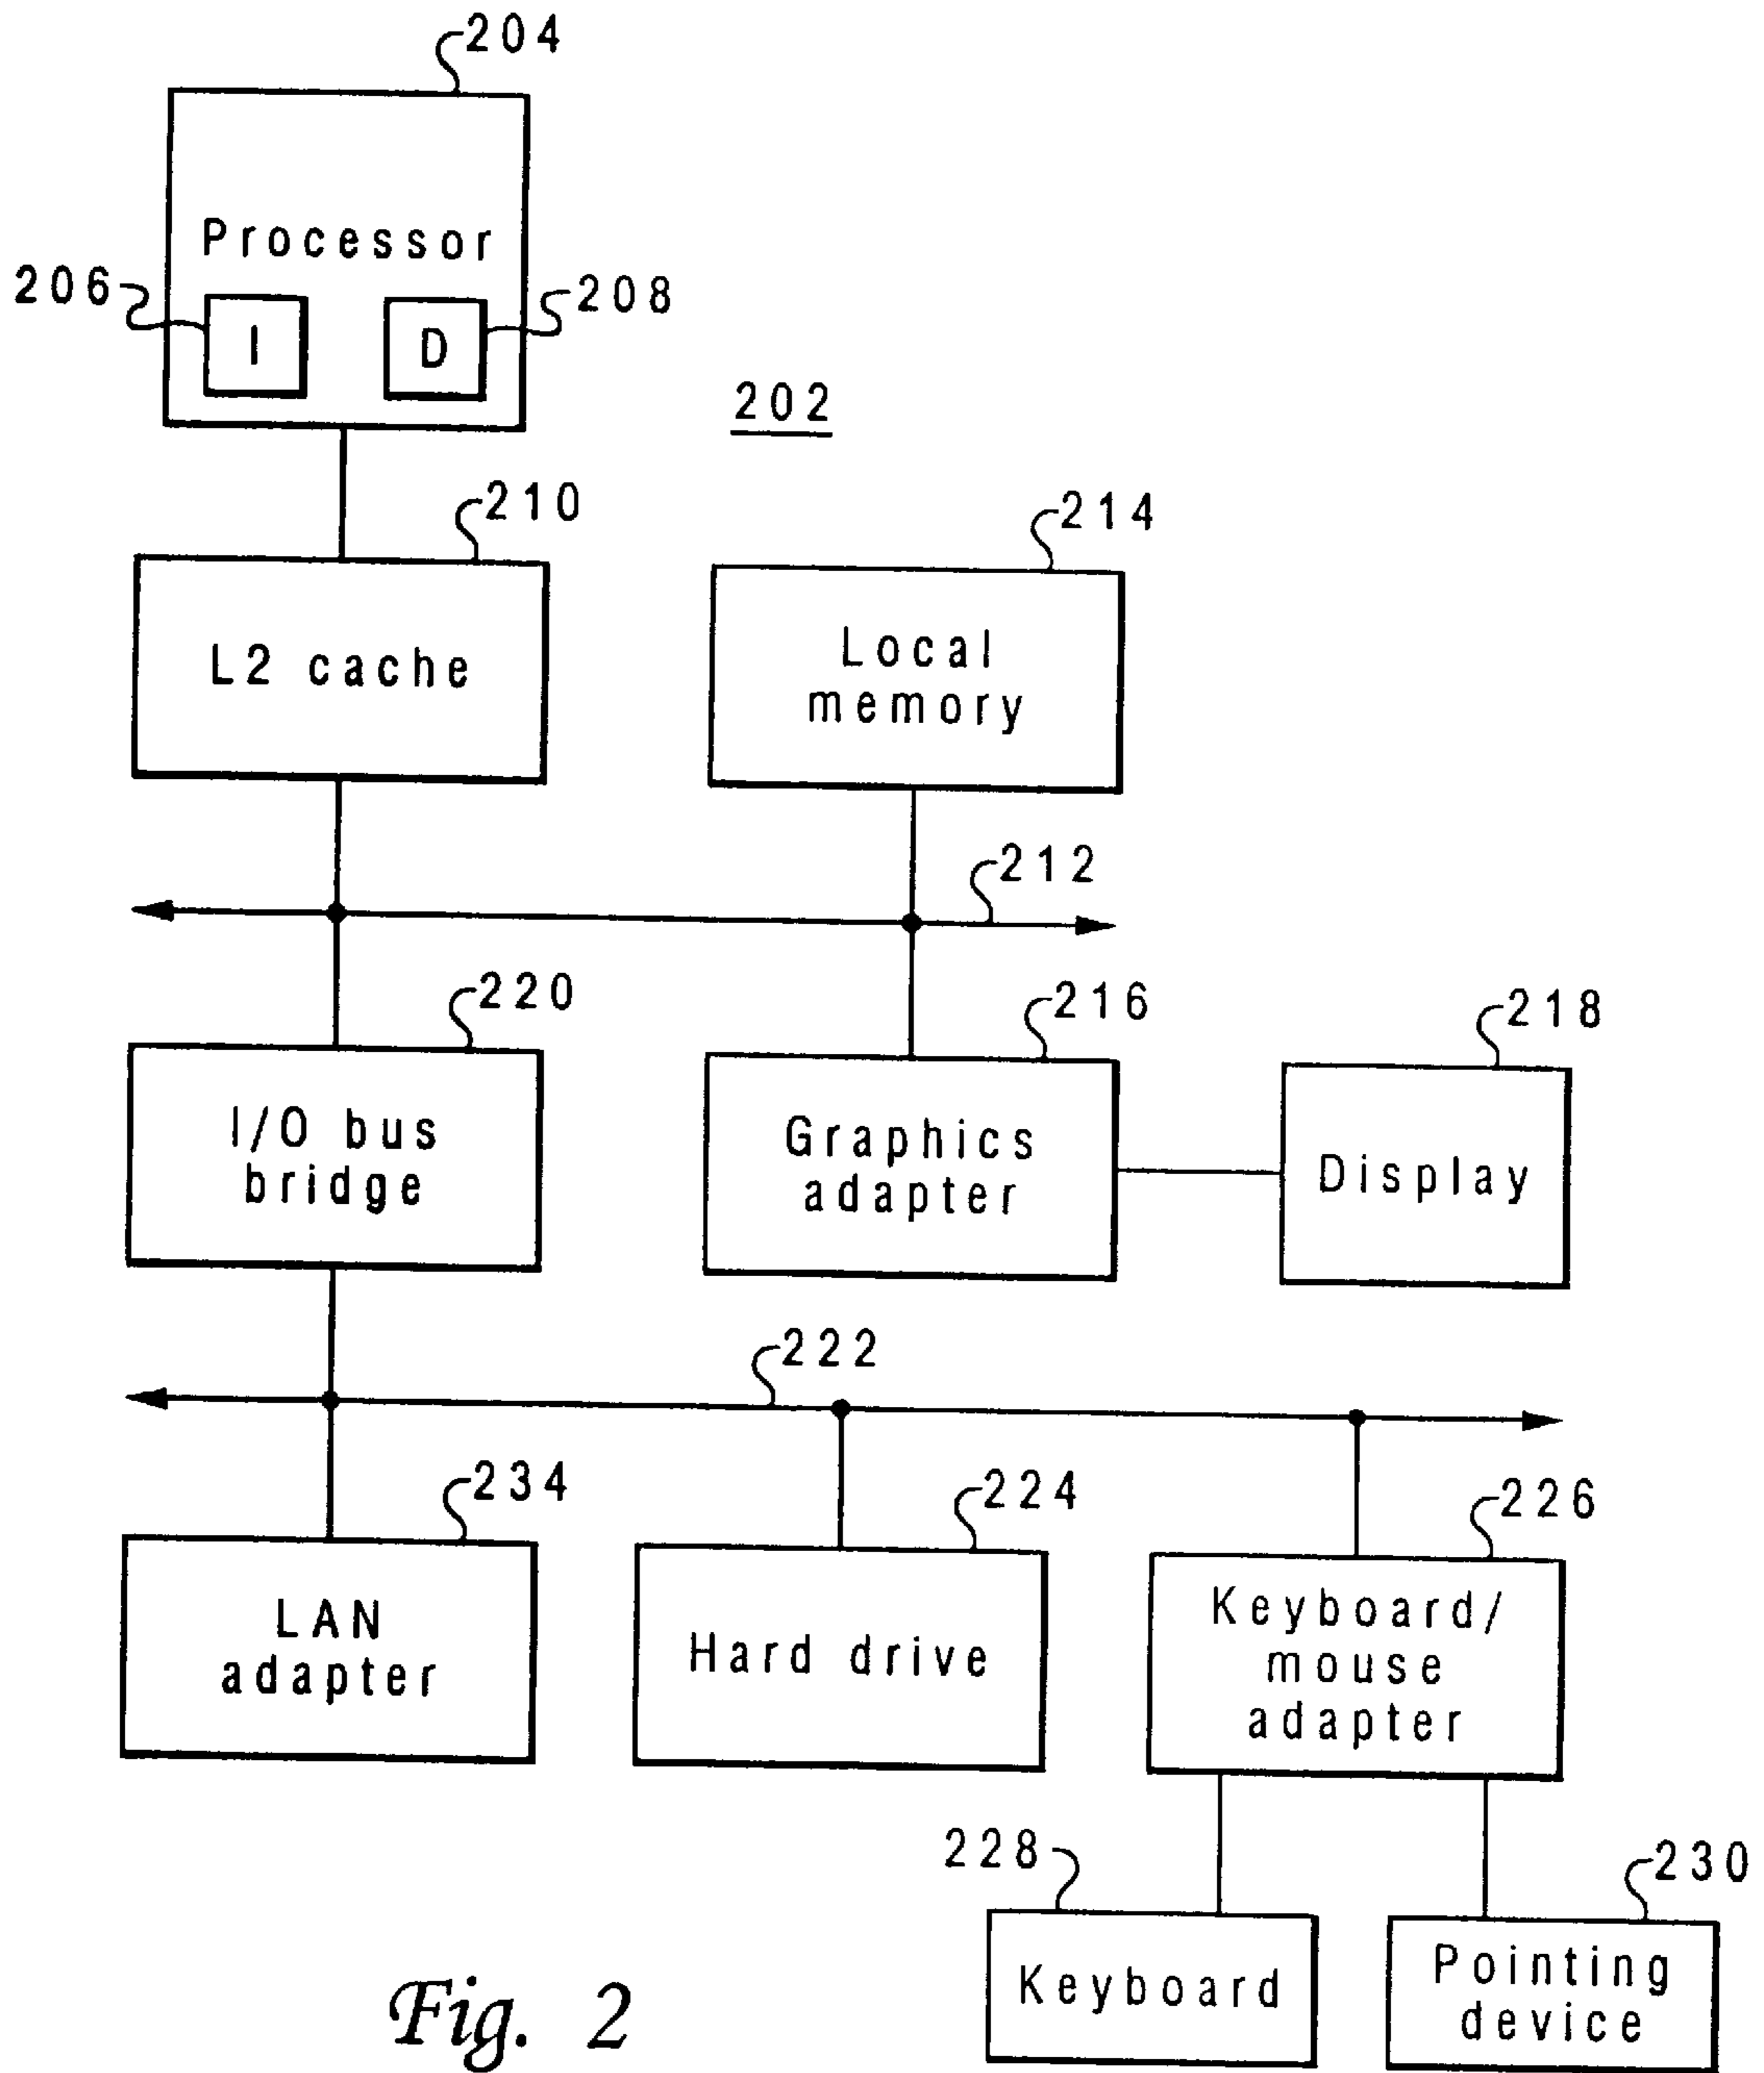 204
Processor
206
208
I
D
202
210
214
L2 cache
Local
memory
212
220
216
218
I/O bus
bridge
Graphics
adapter
Display
222
234
224
226
LAN
adapter
Hard drive
Keyboard/
mouse
adapter
228
230
Keyboard
Pointing
device
Fig. 2